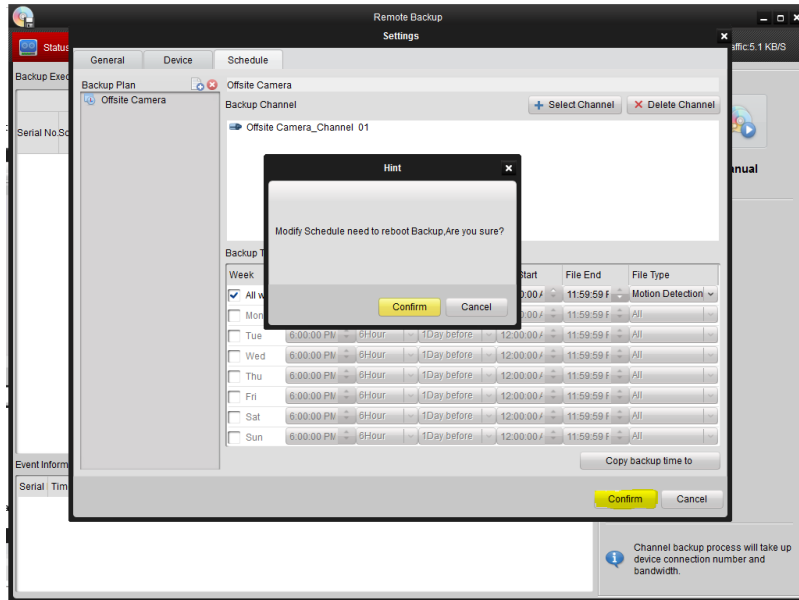 Remote Backup
Settings
Status
affic:5.1 KB/S
General Device Schedule
Backup Exec
Backup Plan
Offsite Camera
Offsite Camera
Backup Channel
Select Channel
Delete Channel
Offsite Camera_Channel 01
Serial No.
Hint
Modify Schedule need to reboot Backup,Are you sure?
Confirm Cancel
anual
Backup T
Week Start File End File Type
All w 11:59:59 Motion Detection
Mon 11:59:59 All
Tue 6:00:00 PM 6Hour 1Day before 12:00:00 11:59:59 All
Wed 6:00:00 PM 6Hour 1Day before 12:00:00 11:59:59 All
Thu 6:00:00 PM 6Hour 1Day before 12:00:00 11:59:59 All
Fri 6:00:00 PM 6Hour 1Day before 12:00:00 11:59:59 All
Sat 6:00:00 PM 6Hour 1Day before 12:00:00 11:59:59 All
Sun 6:00:00 PM 6Hour 1Day before 12:00:00 11:59:59 All
Copy backup time to
Event Inform
Serial Tim
Confirm Cancel
Channel backup process will take up
device connection number and
bandwidth.